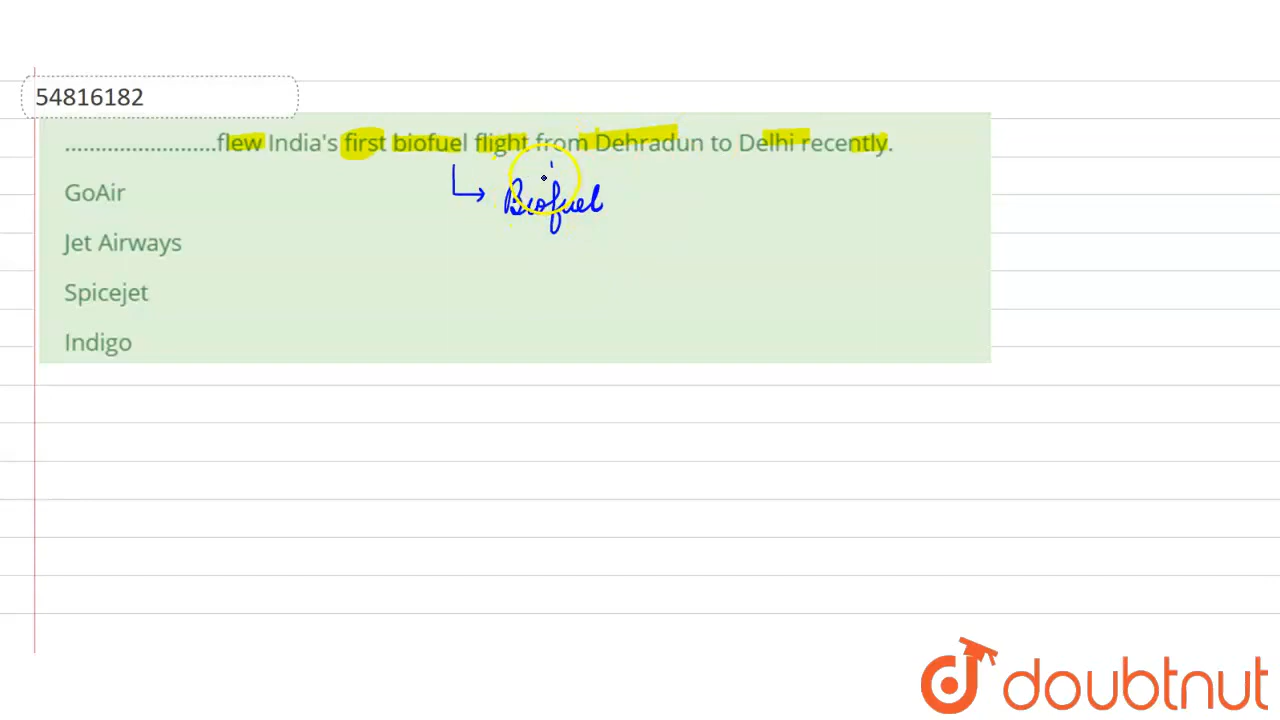 54816182
..........................flew India's first biofuel flight from Dehradun to Delhi recently.
Biofuel
GoAir
Jet Airways
Spicejet
Indigo
doubtnut